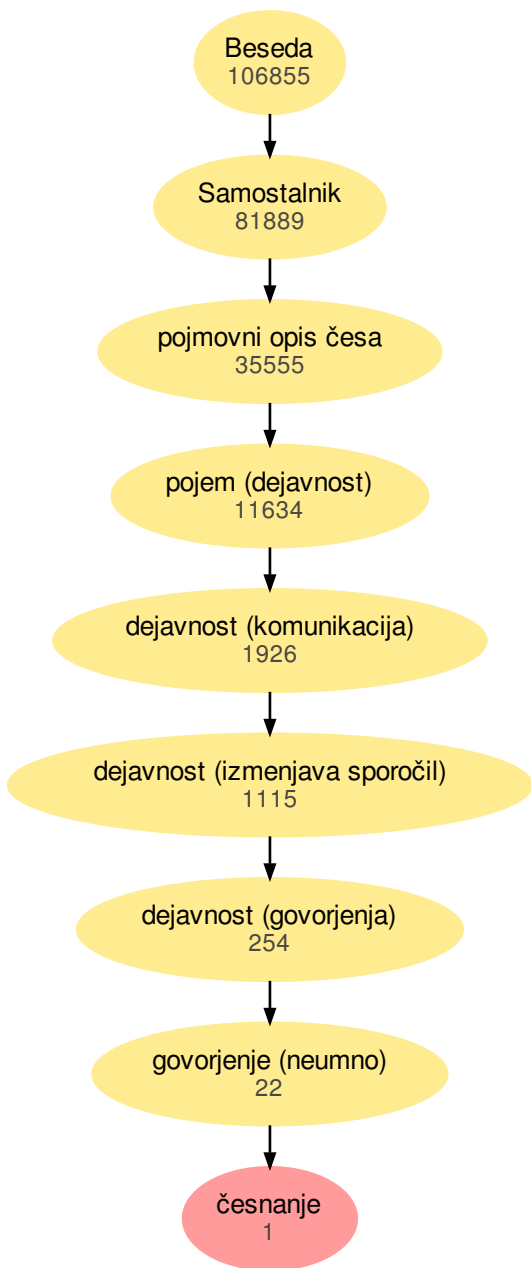 Beseda
106855
Samostalnik
81889
pojmovni opis česa
35555
pojem (dejavnost)
11634
dejavnost (komunikacija)
1926
dejavnost (izmenjava sporočil)
1115
dejavnost (govorjenja)
254
govorjenje (neumno)
22
česnanje
1